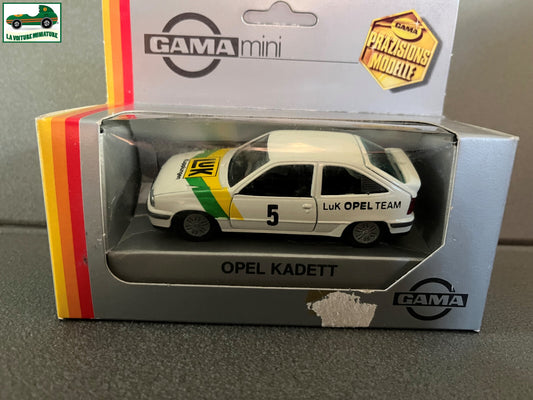 LA VOITURE MINIATURE
GAMA mini
GAMA
PRÄZISIONS
MODELLE
LUK
5
LuK OPEL TEAM
OPEL KADETT
GAMA